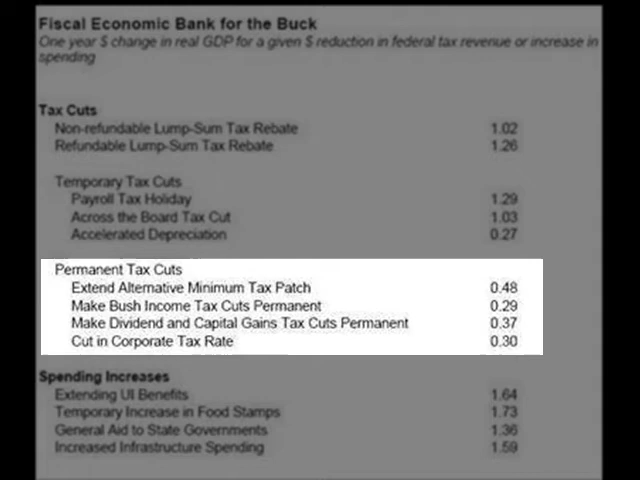 Fiscal Economic Bank for the Buck
One year $ change in real GDP for a given $ reduction in federal tax revenue or increase in
spending
Tax Cuts
Non-refundable Lump-Sum Tax Rebate 1.02
Refundable Lump-Sum Tax Rebate 1.26
Temporary Tax Cuts
Payroll Tax Holiday 1.29
Across the Board Tax Cut 1.03
Accelerated Depreciation 0.27
Permanent Tax Cuts
Extend Alternative Minimum Tax Patch 0.48
Make Bush Income Tax Cuts Permanent 0.29
Make Dividend and Capital Gains Tax Cuts Permanent 0.37
Cut in Corporate Tax Rate 0.30
Spending Increases
Extending UI Benefits 1.64
Temporary Increase in Food Stamps 1.73
General Aid to State Governments 1.36
Increased Infrastructure Spending 1.59